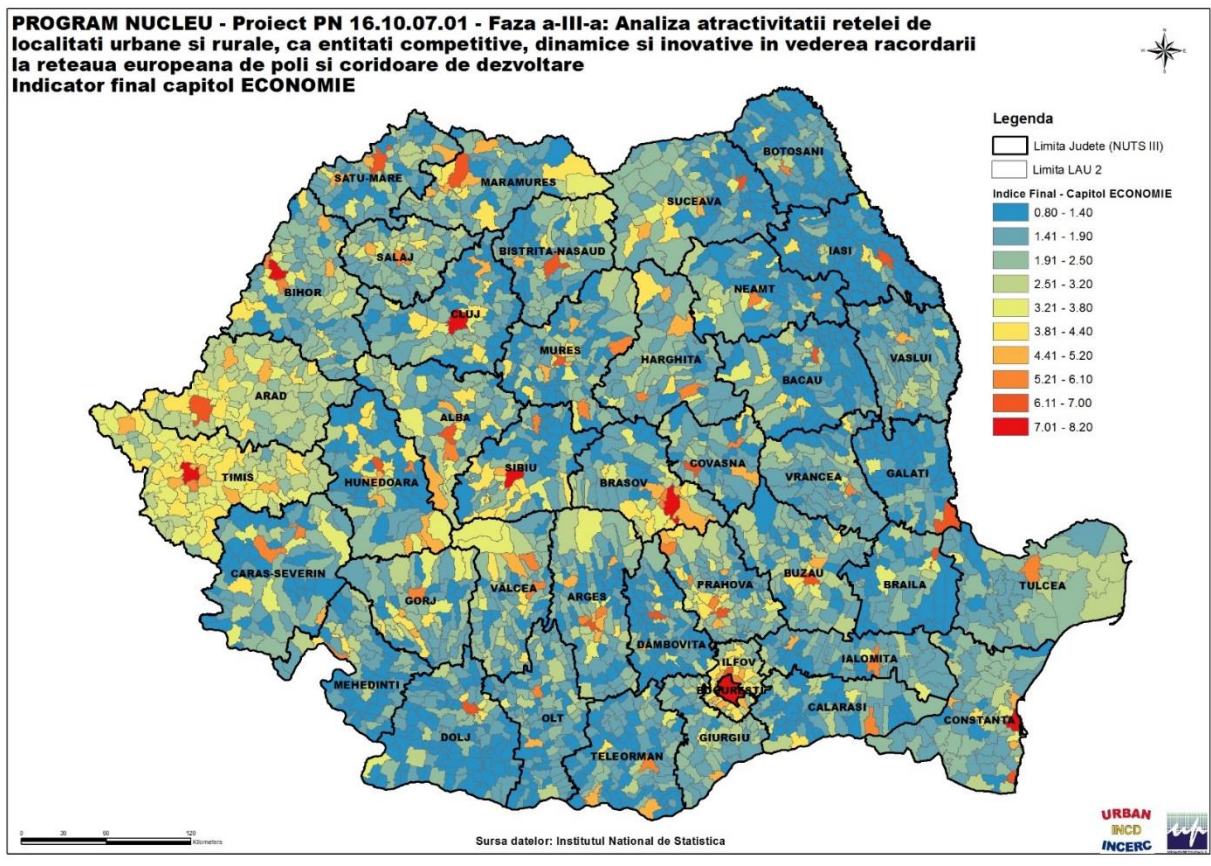 PROGRAM NUCLEU - Proiect PN 16.10.07.01 - Faza a-III-a: Analiza atractivitatii retelei de
localitati urbane si rurale, ca entitati competitive, dinamice si inovative in vederea racordarii
la reteaua europeana de poli si coridoare de dezvoltare
Indicator final capitol ECONOMIE
Legenda
Limita Judete (NUTS III)
Limita LAU 2
Indice Final - Capitol ECONOMIE
0.80 - 1.40
1.41 - 1.90
1.91 - 2.50
2.51 - 3.20
3.21 - 3.80
3.81 - 4.40
4.41 - 5.20
5.21 - 6.10
6.11 - 7.00
7.01 - 8.20
BOTOSANI
SATU-MARE
MARAMURES
SUCEAVA
SALAJ
BISTRITA-NASAUD
IASI
BIHOR
NEAMT
CLUJ
MURES
HARGHITA
VASLUI
BACAU
ARAD
ALBA
TIMIS
HUNEDOARA
SIBIU
BRASOV
COVASNA
VRANCEA
GALATI
CARAS-SEVERIN
GORJ
VÂLCEA
ARGES
PRAHOVA
BUZAU
BRAILA
TULCEA
DÂMBOVITA
ILFOV
IALOMITA
MEHEDINTI
BUCURESTI
CALARASI
CONSTANTA
DOLJ
OLT
TELEORMAN
GIURGIU
0 30 60 120
Kilometers
Sursa datelor: Institutul National de Statistica
URBAN
INCD
INCERC